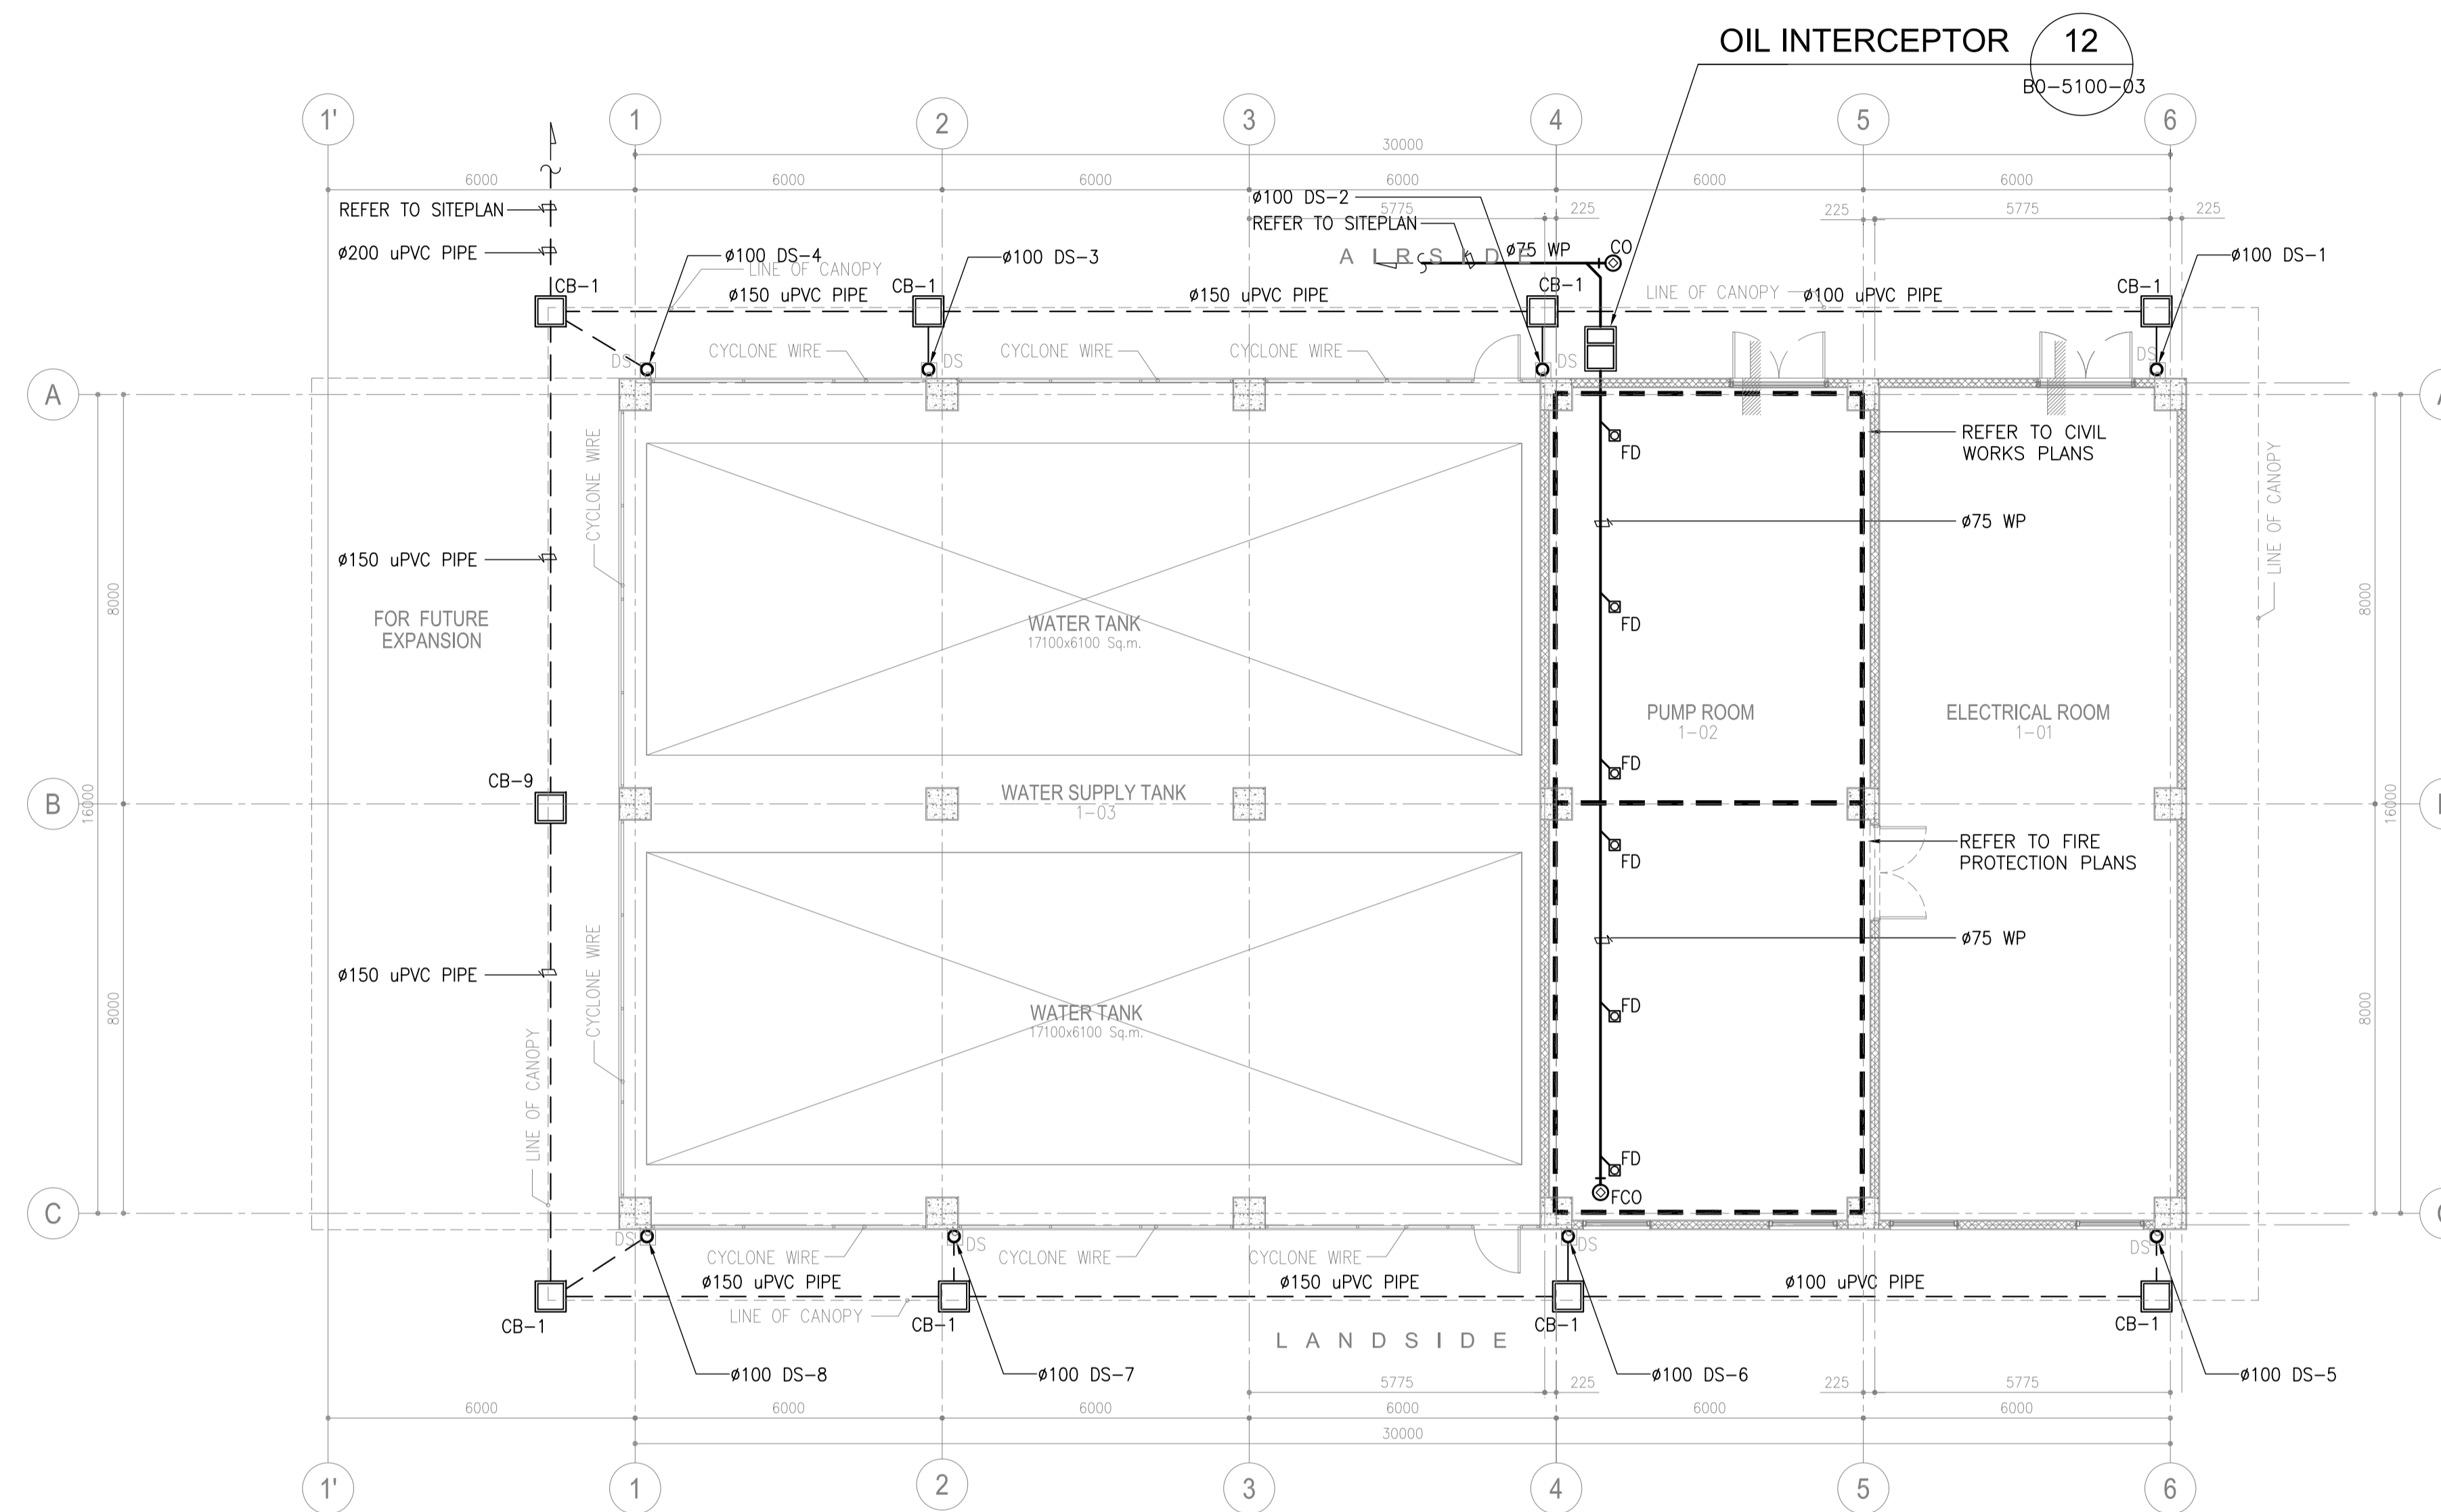 OIL INTERCEPTOR
12
B0-5100-03
1'
1
2
3
4
5
6
30000
6000
6000
6000
6000
6000
6000
REFER TO SITEPLAN
ø100 DS-2
5775
225
225
5775
225
REFER TO SITEPLAN
ø200 uPVC PIPE
ø100 DS-4
LINE OF CANOPY
ø100 DS-3
AIRSIDE
ø75 WP
CO
ø100 DS-1
CB-1
ø150 uPVC PIPE
CB-1
ø150 uPVC PIPE
CB-1
LINE OF CANOPY
ø100 uPVC PIPE
CB-1
DS
CYCLONE WIRE
DS
CYCLONE WIRE
CYCLONE WIRE
DS
DS
A
A
FD
REFER TO CIVIL
WORKS PLANS
CYCLONE WIRE
LINE OF CANOPY
ø75 WP
ø150 uPVC PIPE
8000
8000
FOR FUTURE
EXPANSION
WATER TANK
17100x6100 Sq.m.
FD
PUMP ROOM
1-02
ELECTRICAL ROOM
1-01
FD
CB-9
WATER SUPPLY TANK
1-03
B
16000
16000
FD
REFER TO FIRE
PROTECTION PLANS
ø75 WP
CYCLONE WIRE
ø150 uPVC PIPE
8000
8000
WATER TANK
17100x6100 Sq.m.
FD
LINE OF CANOPY
FD
FCO
C
DS
CYCLONE WIRE
DS
CYCLONE WIRE
CYCLONE WIRE
DS
DS
ø150 uPVC PIPE
ø150 uPVC PIPE
ø100 uPVC PIPE
LINE OF CANOPY
CB-1
CB-1
CB-1
CB-1
LANDSIDE
ø100 DS-8
ø100 DS-7
5775
225
ø100 DS-6
225
5775
ø100 DS-5
6000
6000
6000
6000
6000
6000
30000
1'
1
2
3
4
5
6